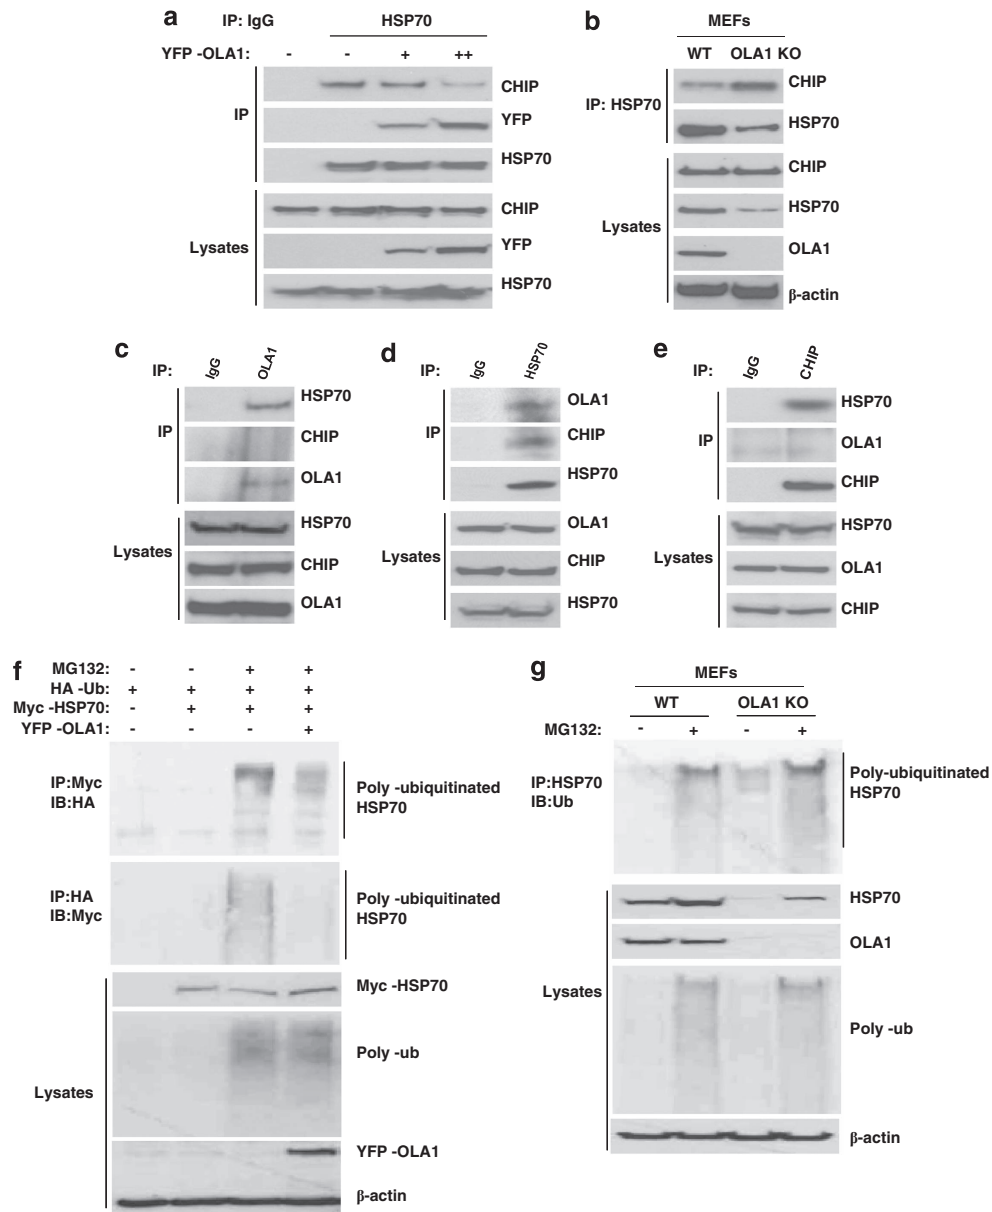 a
IP: IgG HSP70
YFP -OLA1: - - + ++
IP
CHIP
YFP
HSP70
Lysates
CHIP
YFP
HSP70
b
MEFs
WT OLA1 KO
IP: HSP70
CHIP
HSP70
Lysates
CHIP
HSP70
OLA1
β-actin
c
IP: IgG OLA1
IP
HSP70
CHIP
OLA1
Lysates
HSP70
CHIP
OLA1
d
IP: IgG HSP70
IP
OLA1
CHIP
HSP70
Lysates
OLA1
CHIP
HSP70
e
IP: IgG CHIP
IP
HSP70
OLA1
CHIP
Lysates
HSP70
OLA1
CHIP
f
MG132: - - + +
HA -Ub: + + + +
Myc -HSP70: - + + +
YFP -OLA1: - - - +
IP:Myc
IB:HA
Poly -ubiquitinated
HSP70
IP:HA
IB:Myc
Poly -ubiquitinated
HSP70
Lysates
Myc -HSP70
Poly -ub
YFP -OLA1
β-actin
g
MEFs
WT OLA1 KO
MG132: - + - +
IP:HSP70
IB:Ub
Poly-ubiquitinated
HSP70
Lysates
HSP70
OLA1
Poly -ub
β-actin